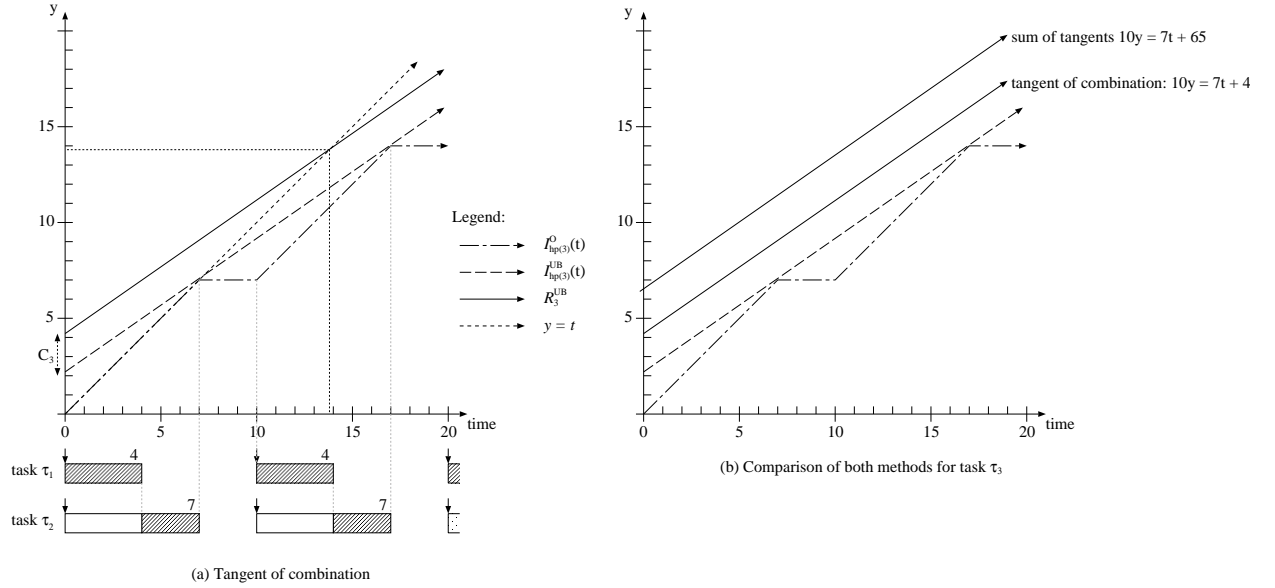 y
15
10
5
C3
0
5
10
15
20
time
Legend:
I^O_hp(3)(t)
I^UB_hp(3)(t)
R_3^UB
y = t
task τ1
4
4
task τ2
7
7
(a) Tangent of combination
y
15
10
5
0
5
10
15
20
time
sum of tangents 10y = 7t + 65
tangent of combination: 10y = 7t + 4
(b) Comparison of both methods for task τ3